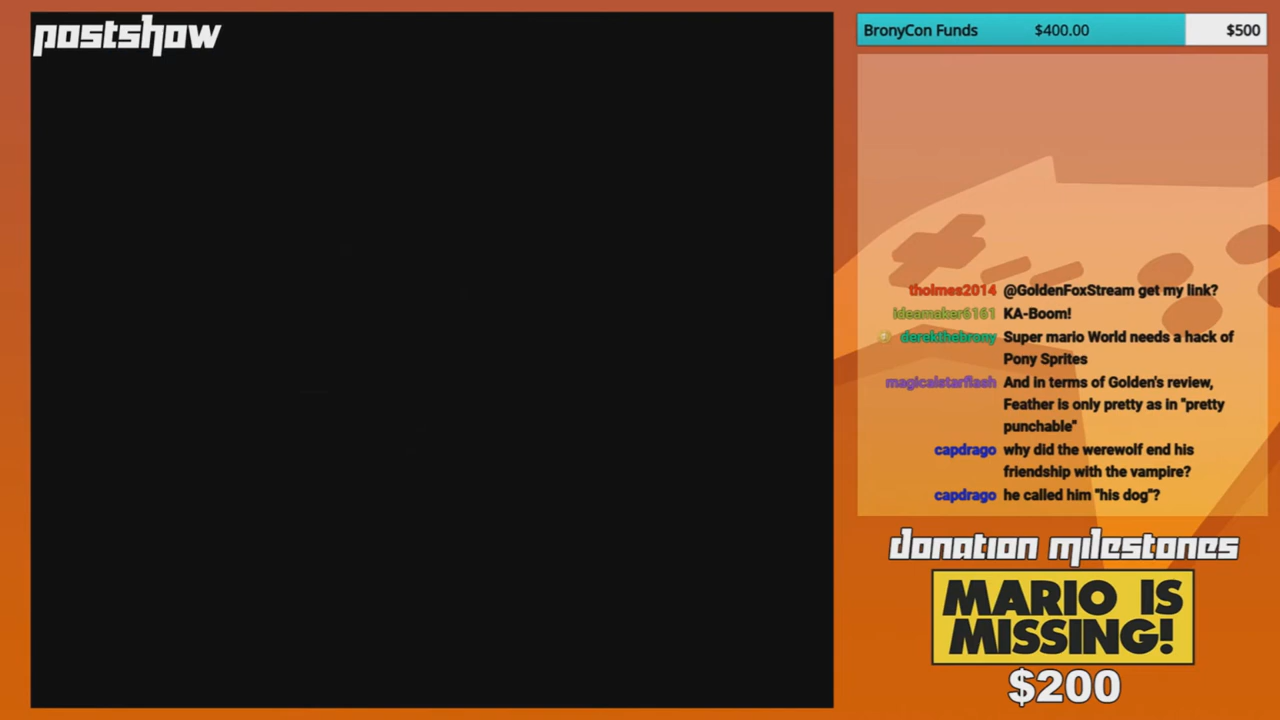 postshow
BronyCon Funds $400.00 $500
tholmes2014 @GoldenFoxStream get my link?
ideamaker6161 KA-Boom!
derekthebrony Super mario World needs a hack of
Pony Sprites
magicalstarflash And in terms of Golden's review,
Feather is only pretty as in "pretty
punchable"
capdrago why did the werewolf end his
friendship with the vampire?
capdrago he called him "his dog"?
Donation milestones
MARIO IS
MISSING!
$200